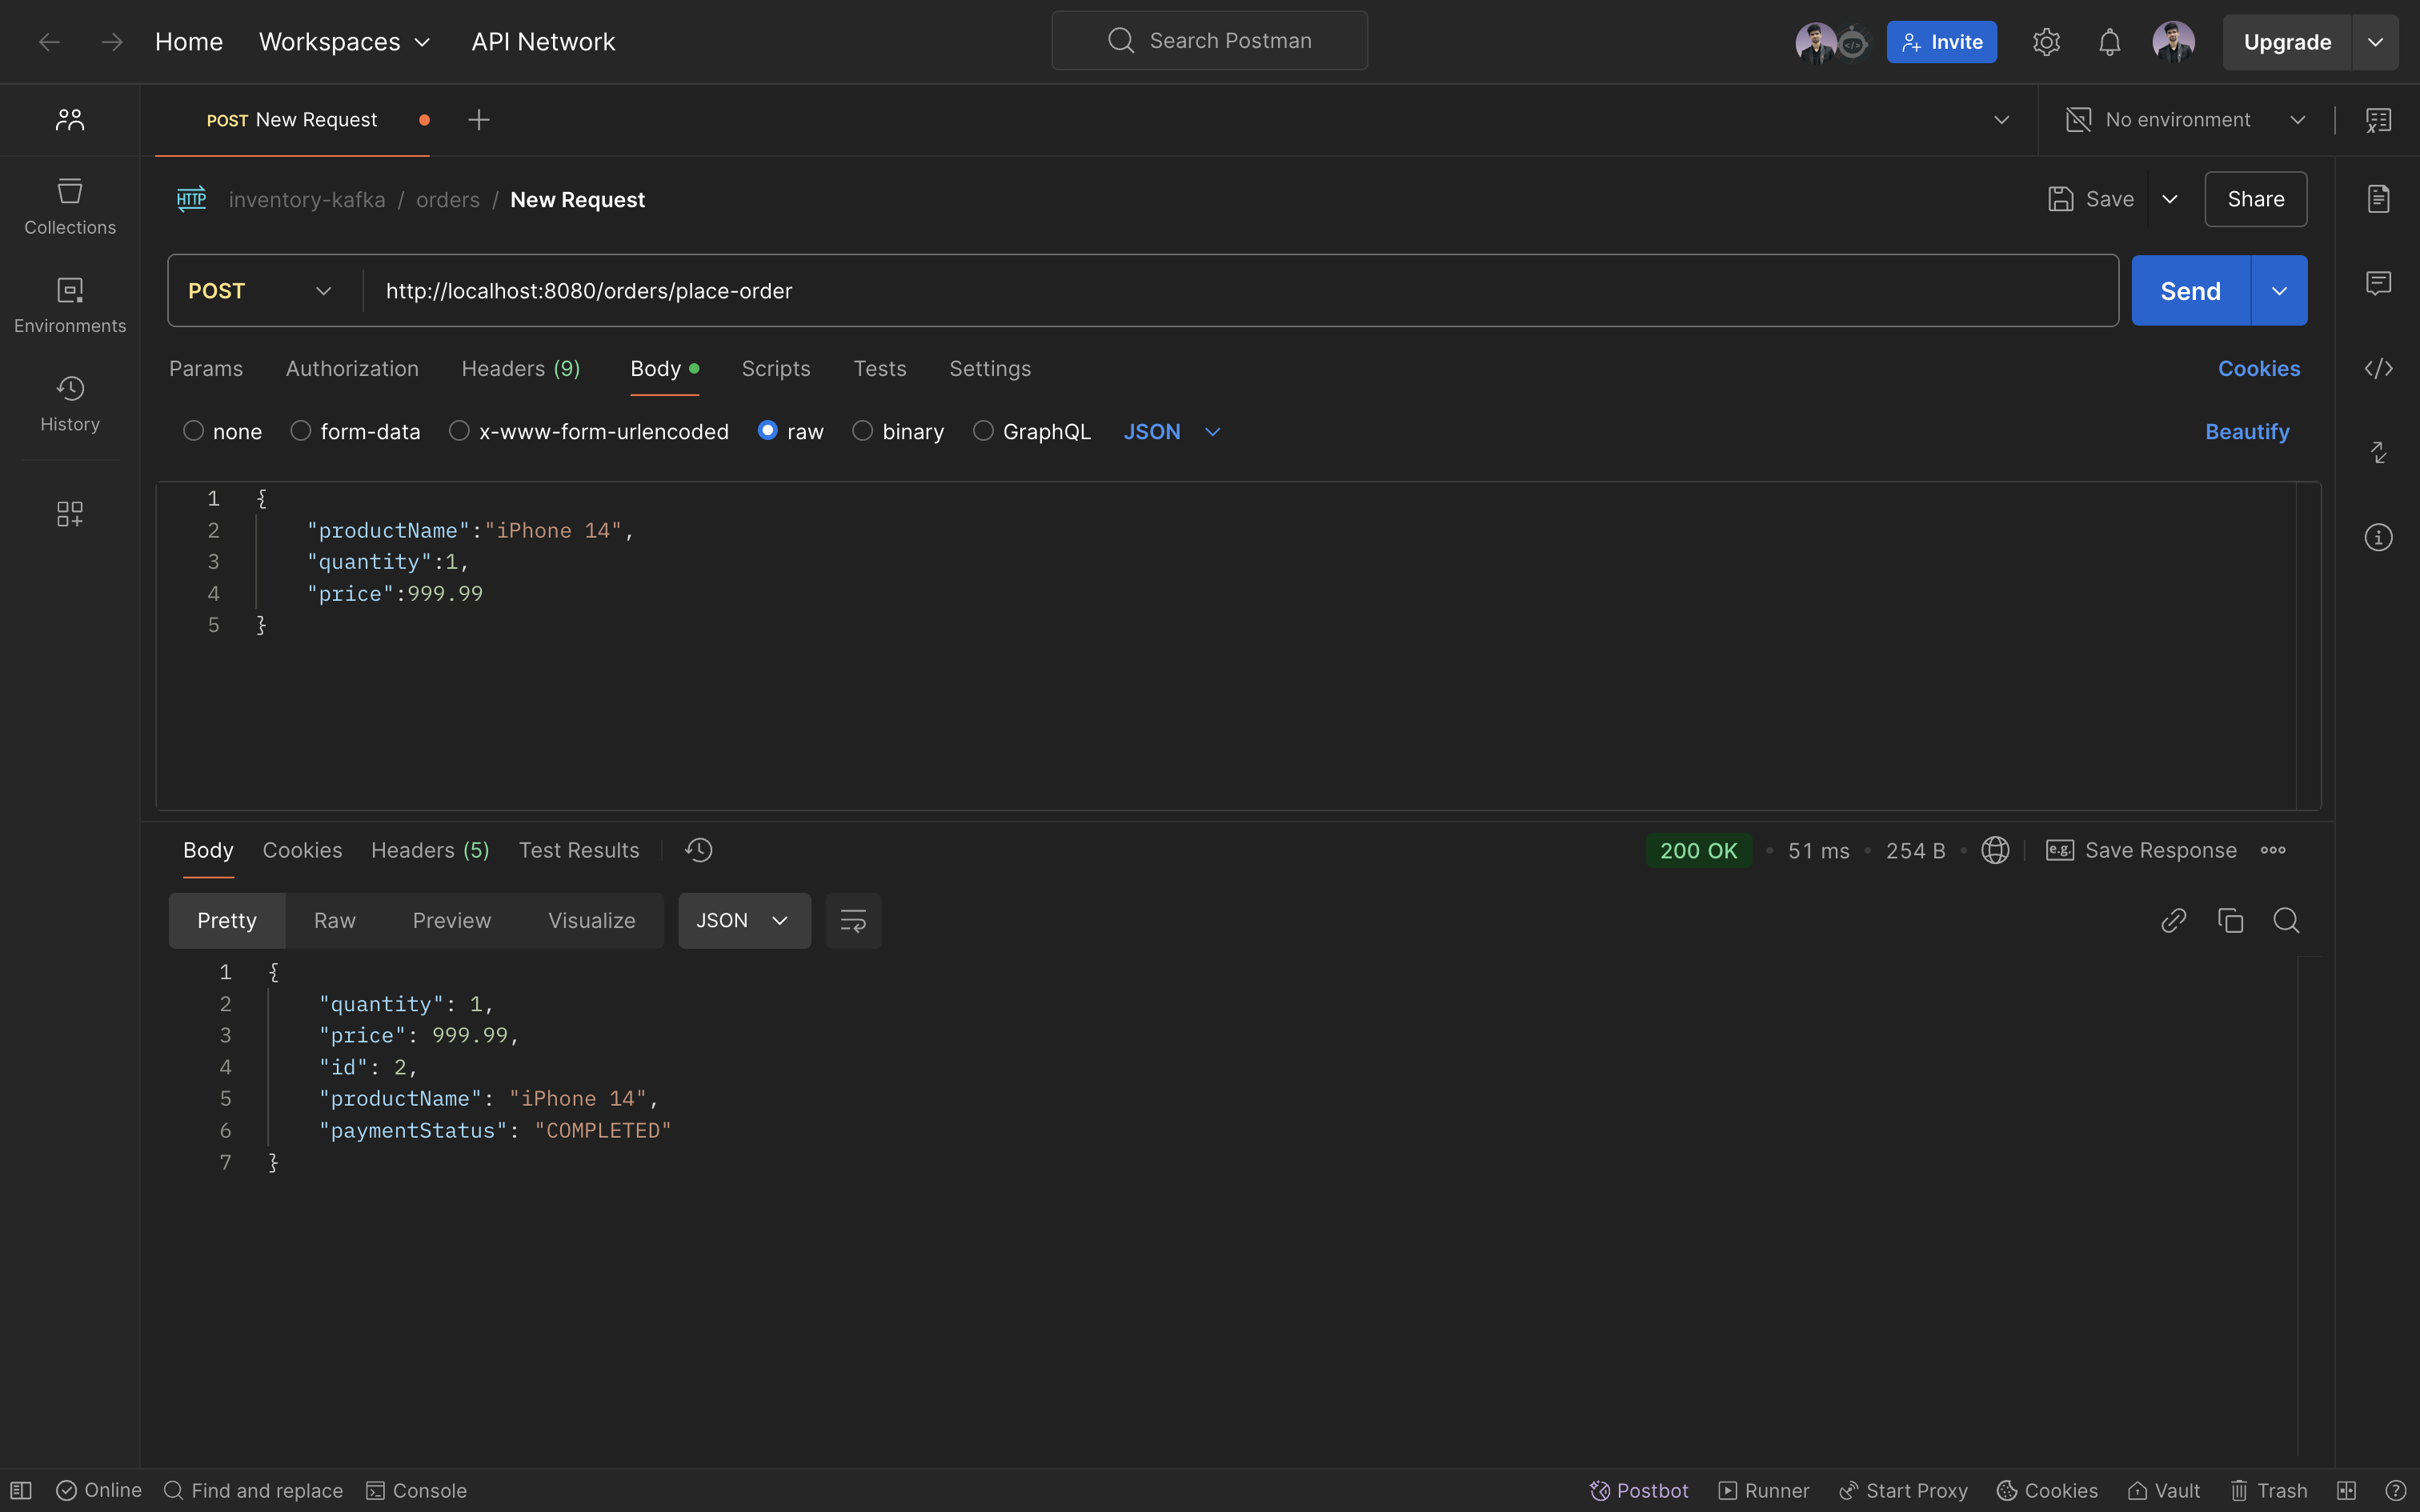 Home Workspaces API Network Search Postman Invite Upgrade
POST New Request No environment
HTTP inventory-kafka / orders / New Request Save Share
Collections
POST http://localhost:8080/orders/place-order Send
Environments
Params Authorization Headers (9) Body Scripts Tests Settings Cookies
History
none form-data x-www-form-urlencoded raw binary GraphQL JSON Beautify
1 {
2 "productName":"iPhone 14",
3 "quantity":1,
4 "price":999.99
5 }
Body Cookies Headers (5) Test Results 200 OK • 51 ms • 254 B • e.g. Save Response
Pretty Raw Preview Visualize JSON
1 {
2 "quantity": 1,
3 "price": 999.99,
4 "id": 2,
5 "productName": "iPhone 14",
6 "paymentStatus": "COMPLETED"
7 }
Online Find and replace Console Postbot Runner Start Proxy Cookies Vault Trash